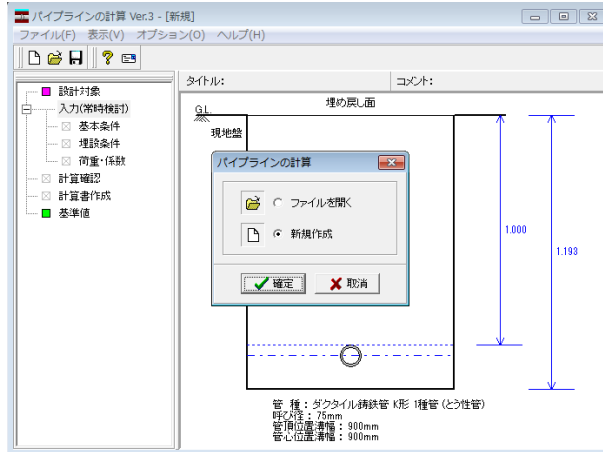 パイプラインの計算 Ver.3 - [新規]
ファイル(F) 表示(V) オプション(O) ヘルプ(H)
タイトル: コメント:
設計対象
入力(常時検討)
基本条件
埋設条件
荷重・係数
計算確認
計算書作成
基準値
埋め戻し面
G.L.
現地盤
パイプラインの計算
ファイルを開く
新規作成
確定 取消
1.000
1.193
管 種 : ダクタイル鋳鉄管 K形 1種管 (とう性管)
呼び径 : 75mm
管頂位置溝幅 : 900mm
管心位置溝幅 : 900mm